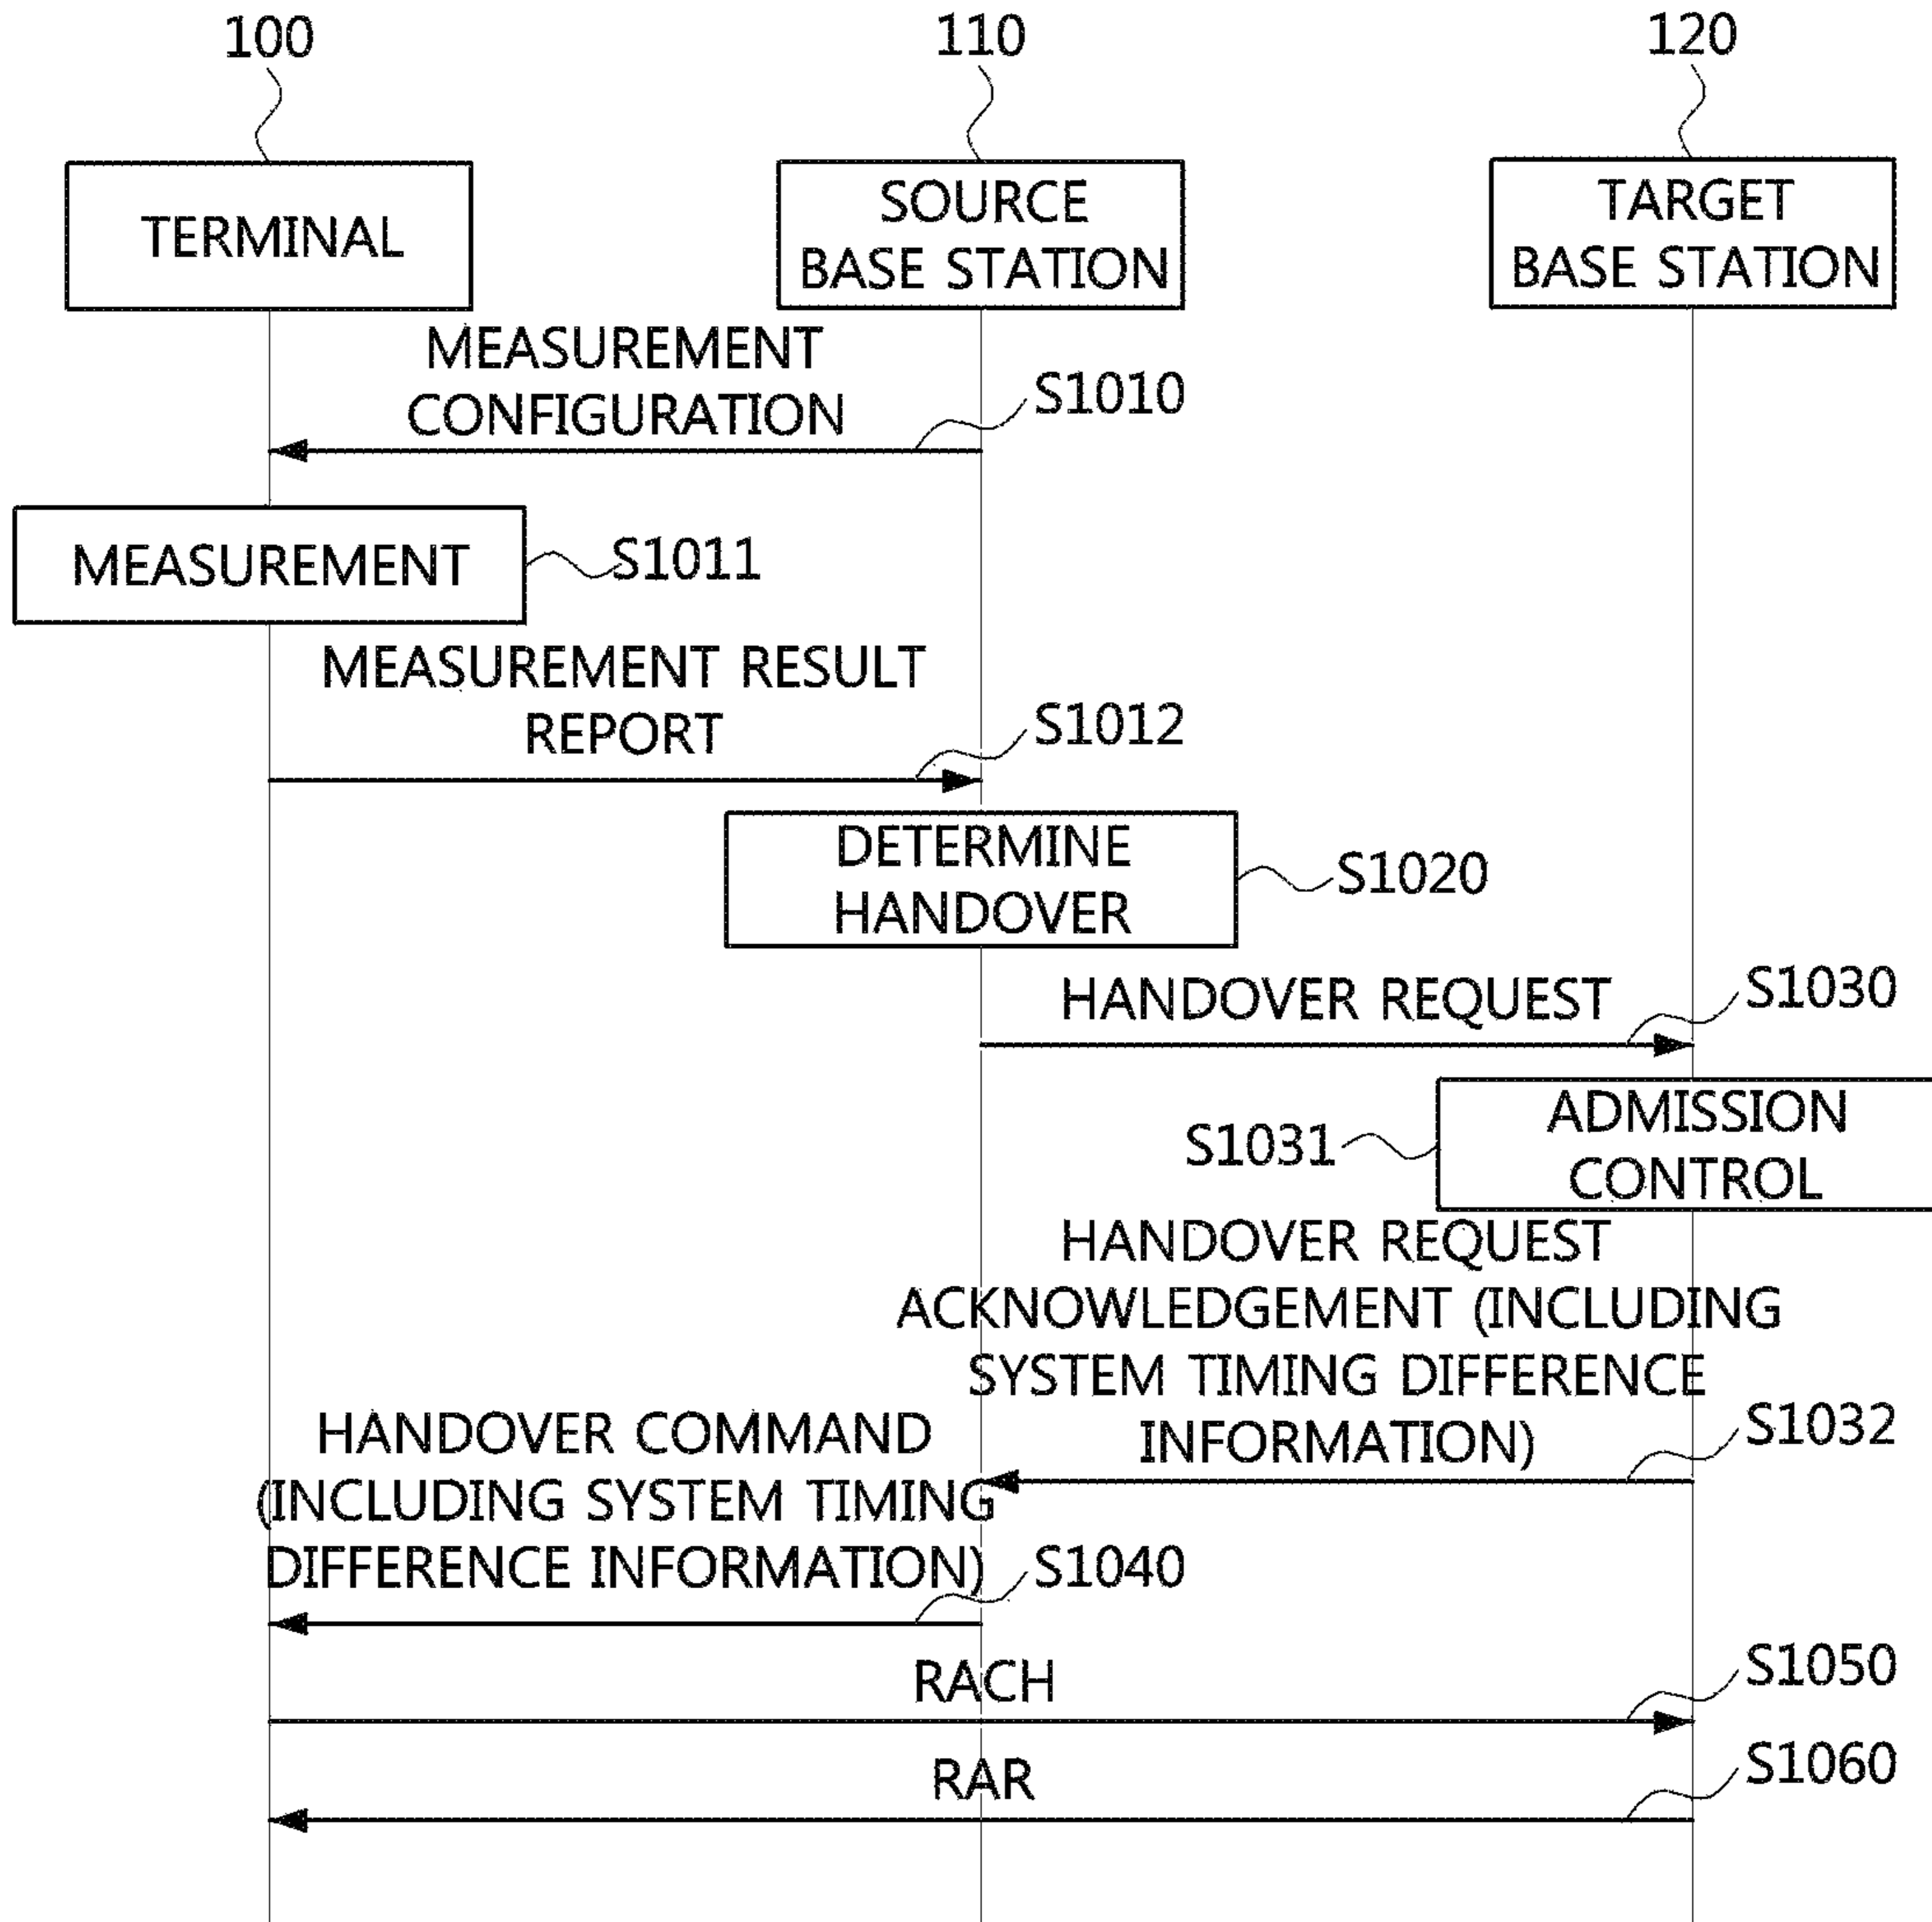 100
110
120
TERMINAL
SOURCE
BASE STATION
TARGET
BASE STATION
MEASUREMENT
CONFIGURATION
S1010
MEASUREMENT
S1011
MEASUREMENT RESULT
REPORT
S1012
DETERMINE
HANDOVER
S1020
HANDOVER REQUEST
S1030
ADMISSION
CONTROL
S1031
HANDOVER REQUEST
ACKNOWLEDGEMENT (INCLUDING
SYSTEM TIMING DIFFERENCE
INFORMATION)
S1032
HANDOVER COMMAND
(INCLUDING SYSTEM TIMING
DIFFERENCE INFORMATION)
S1040
RACH
S1050
RAR
S1060